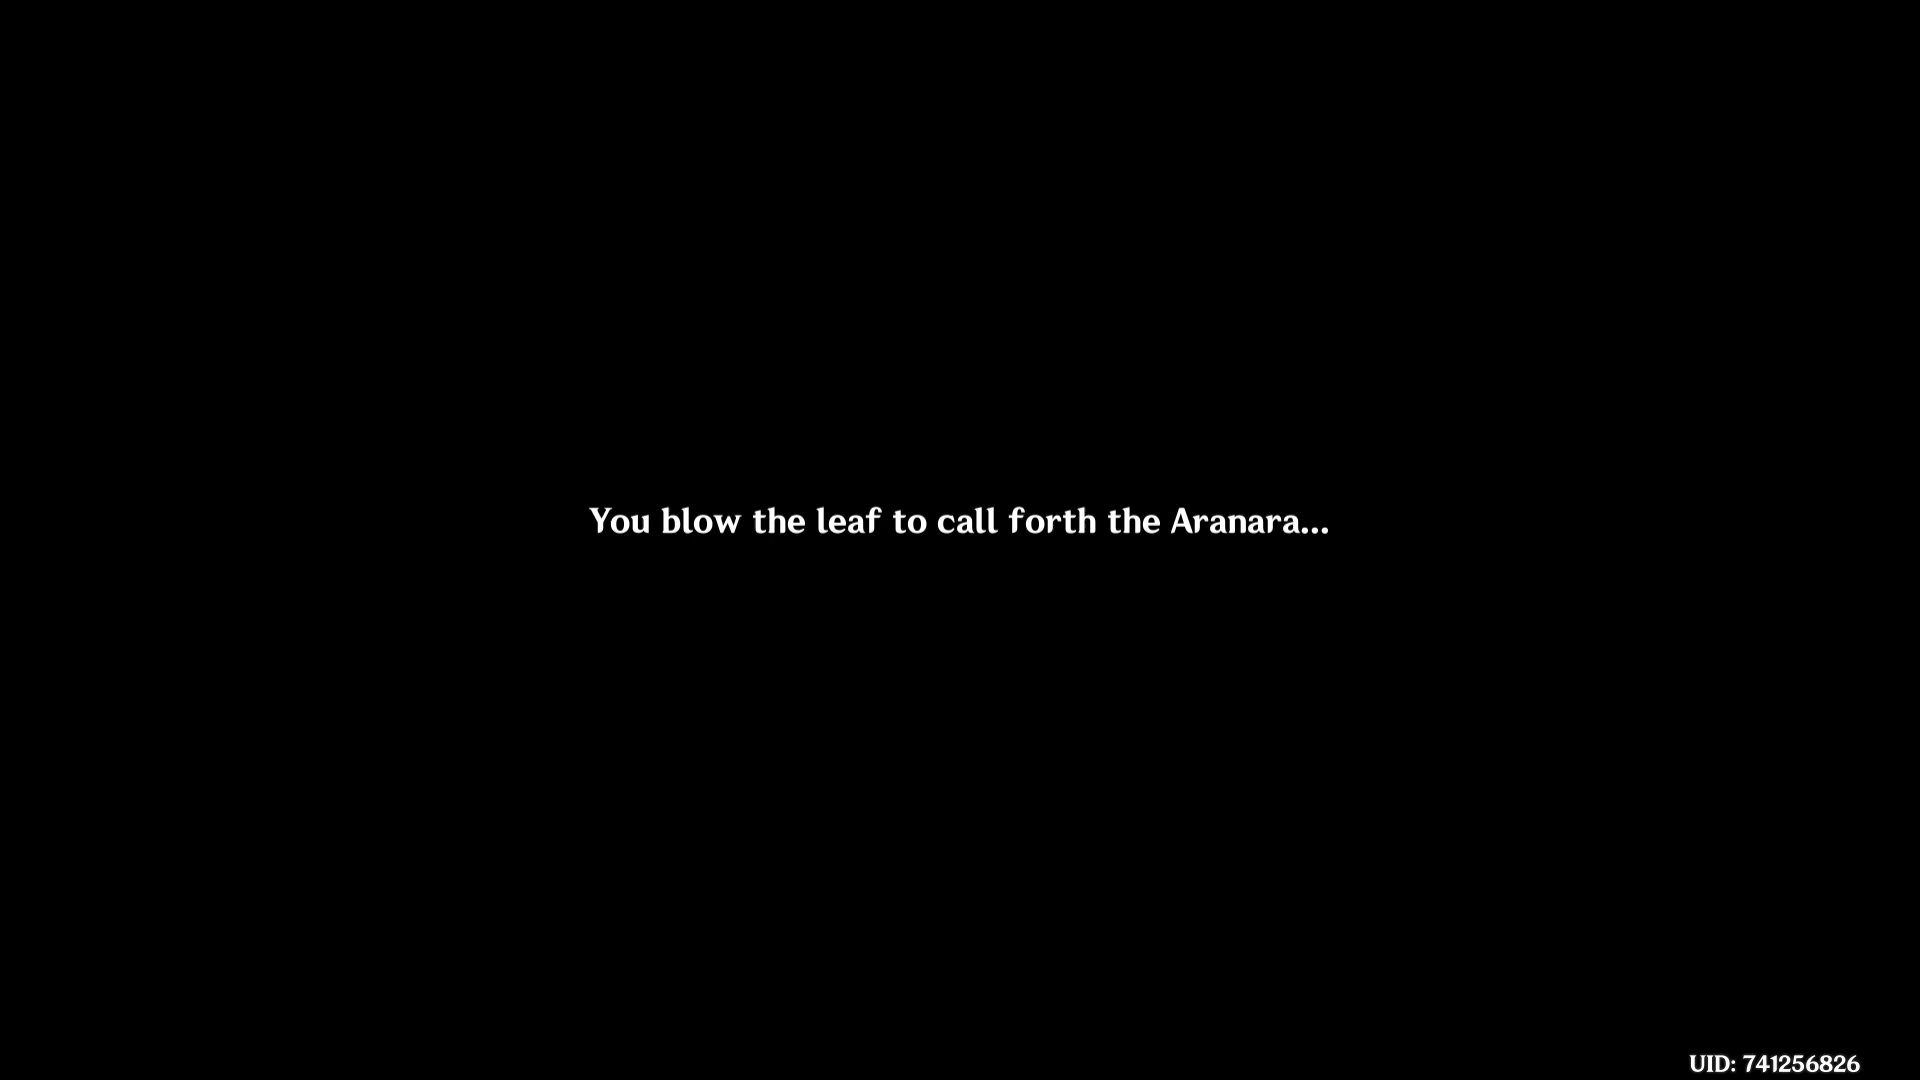 You blow the leaf to call forth the Aranara...
UID: 741256826